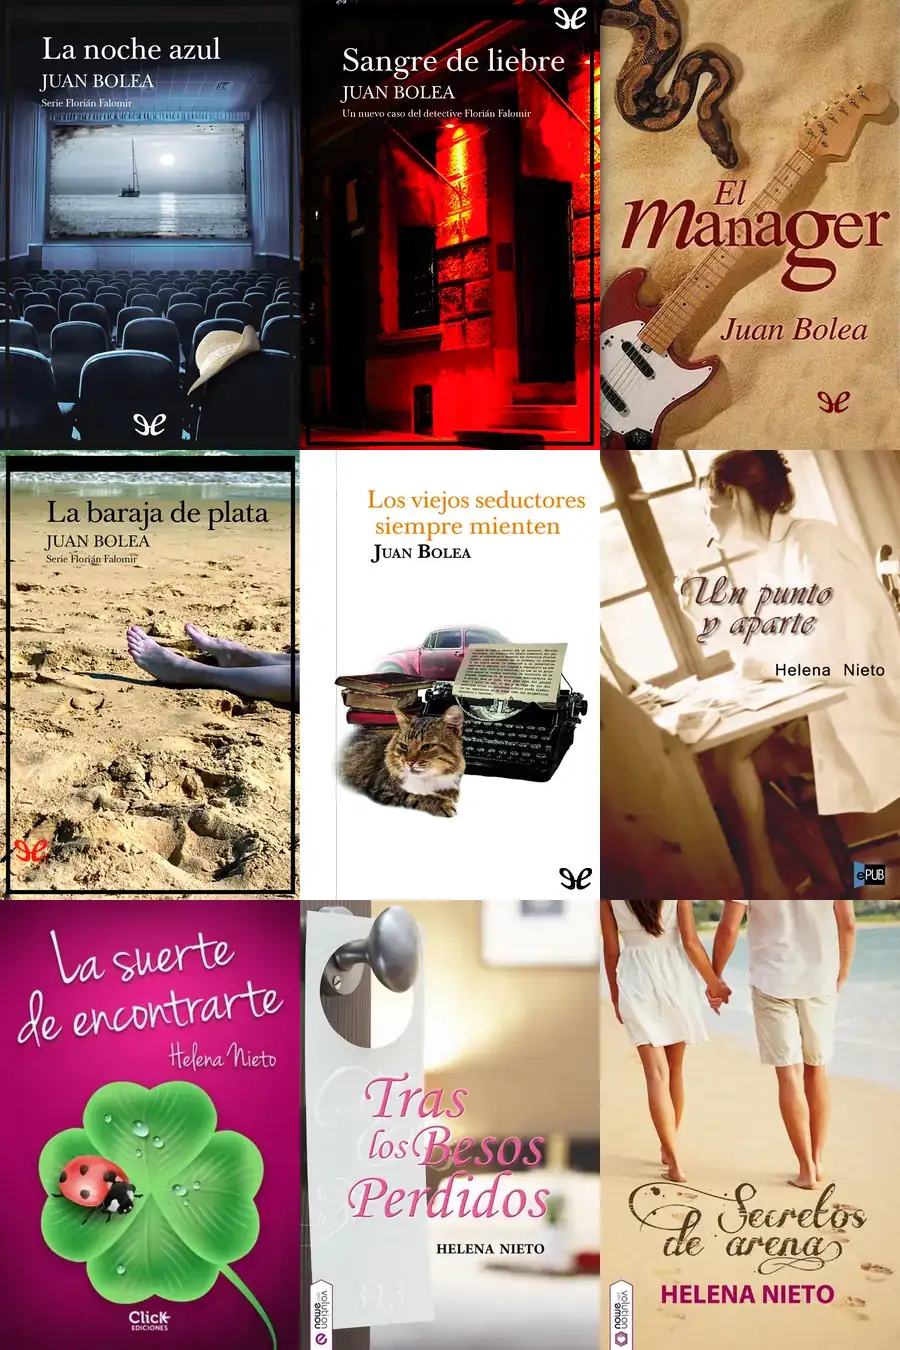 La noche azul
JUAN BOLEA
Serie Florián Falomir
Sangre de liebre
JUAN BOLEA
Un nuevo caso del detective Florián Falomir
El
manager
Juan Bolea
La baraja de plata
JUAN BOLEA
Serie Florián Falomir
Los viejos seductores
siempre mienten
JUAN BOLEA
Un punto
y aparte
Helena Nieto
ePUB
La suerte
de encontrarte
Helena Nieto
Click
EDICIONES
Tras
los Besos
Perdidos
HELENA NIETO
313
Secretos
de arena
HELENA NIETO